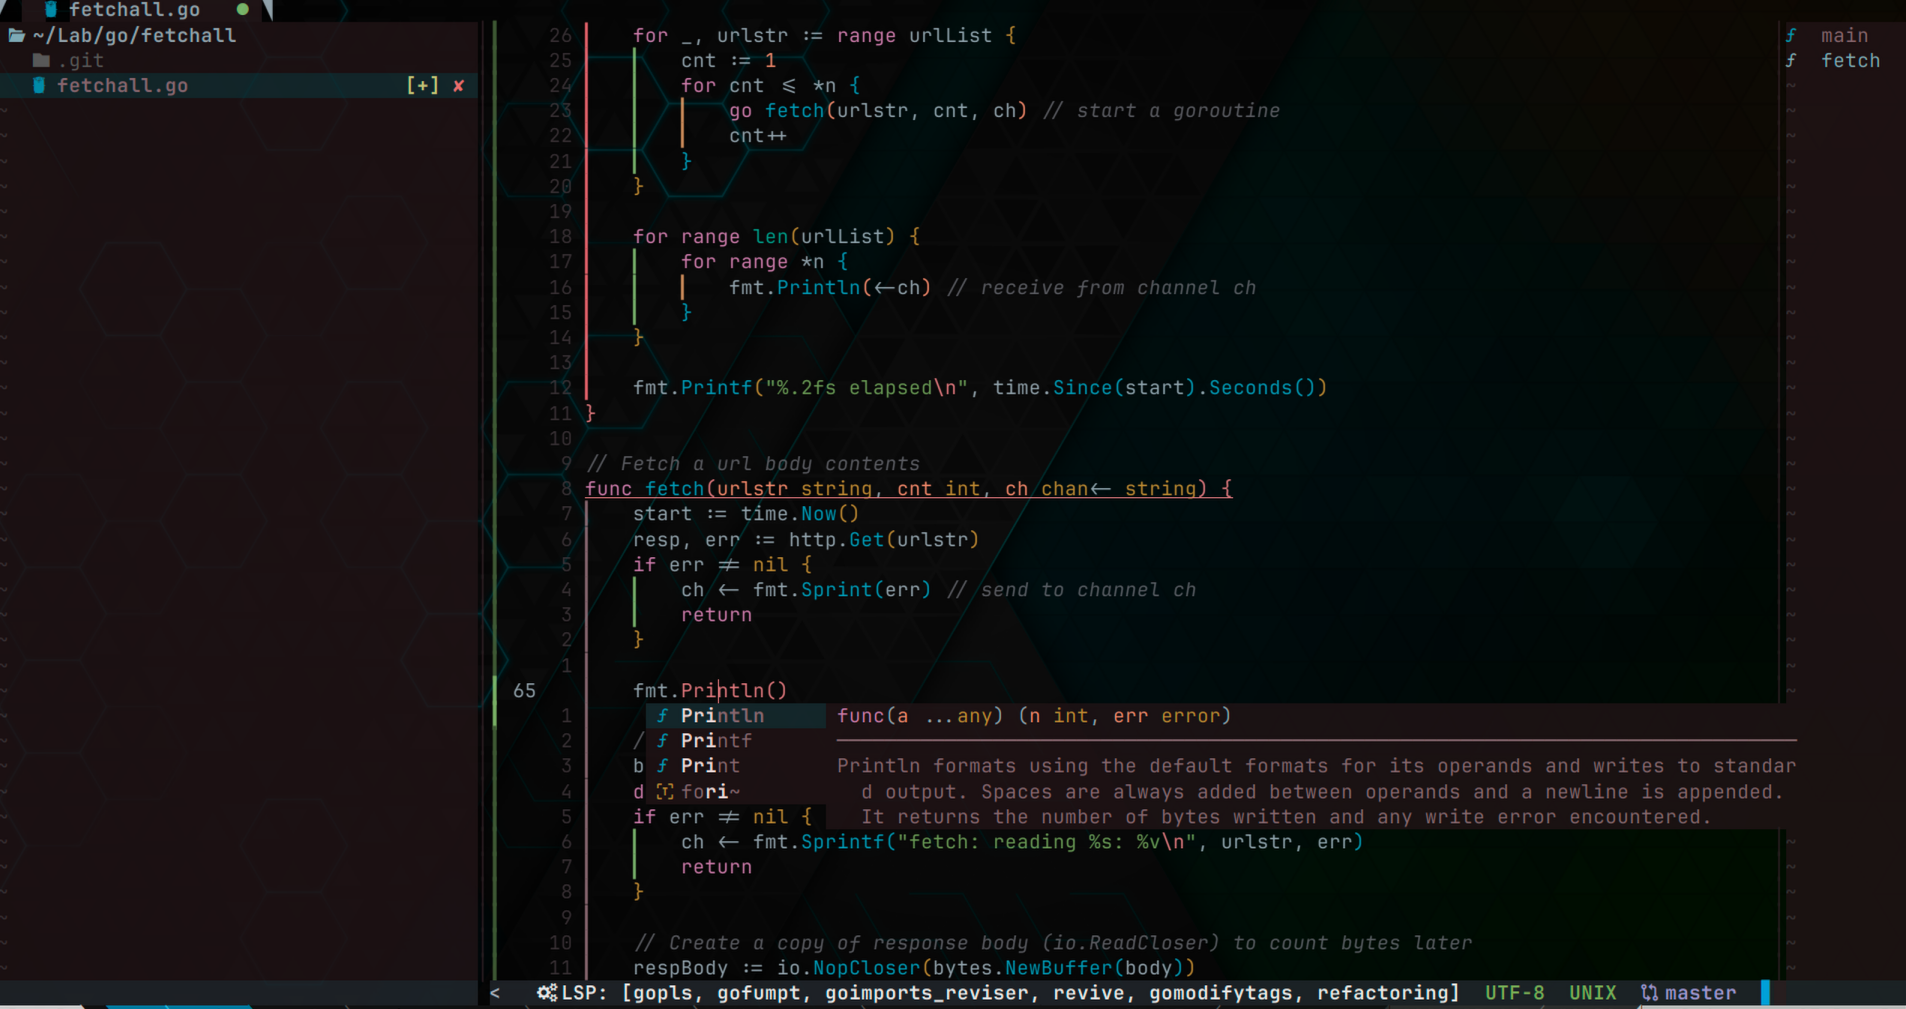 fetchall.go
~/Lab/go/fetchall
.git
fetchall.go [+] ✘
26 for _, urlstr := range urlList {
25 cnt := 1
24 for cnt <= *n {
23 go fetch(urlstr, cnt, ch) // start a goroutine
22 cnt++
21 }
20 }
19
18 for range len(urlList) {
17 for range *n {
16 fmt.Println(<-ch) // receive from channel ch
15 }
14 }
13
12 fmt.Printf("%.2fs elapsed\n", time.Since(start).Seconds())
11 }
10
9 // Fetch a url body contents
8 func fetch(urlstr string, cnt int, ch chan<- string) {
7 start := time.Now()
6 resp, err := http.Get(urlstr)
5 if err != nil {
4 ch <- fmt.Sprint(err) // send to channel ch
3 return
2 }
1
65 fmt.Println()
1 ƒ Println func(a ...any) (n int, err error)
2 / ƒ Printf
3 b ƒ Print Println formats using the default formats for its operands and writes to standar
4 d [T] fori~ d output. Spaces are always added between operands and a newline is appended.
5 if err != nil { It returns the number of bytes written and any write error encountered.
6 ch <- fmt.Sprintf("fetch: reading %s: %v\n", urlstr, err)
7 return
8 }
9
10 // Create a copy of response body (io.ReadCloser) to count bytes later
11 respBody := io.NopCloser(bytes.NewBuffer(body))
ƒ main
ƒ fetch
< LSP: [gopls, gofumpt, goimports_reviser, revive, gomodifytags, refactoring] UTF-8 UNIX master